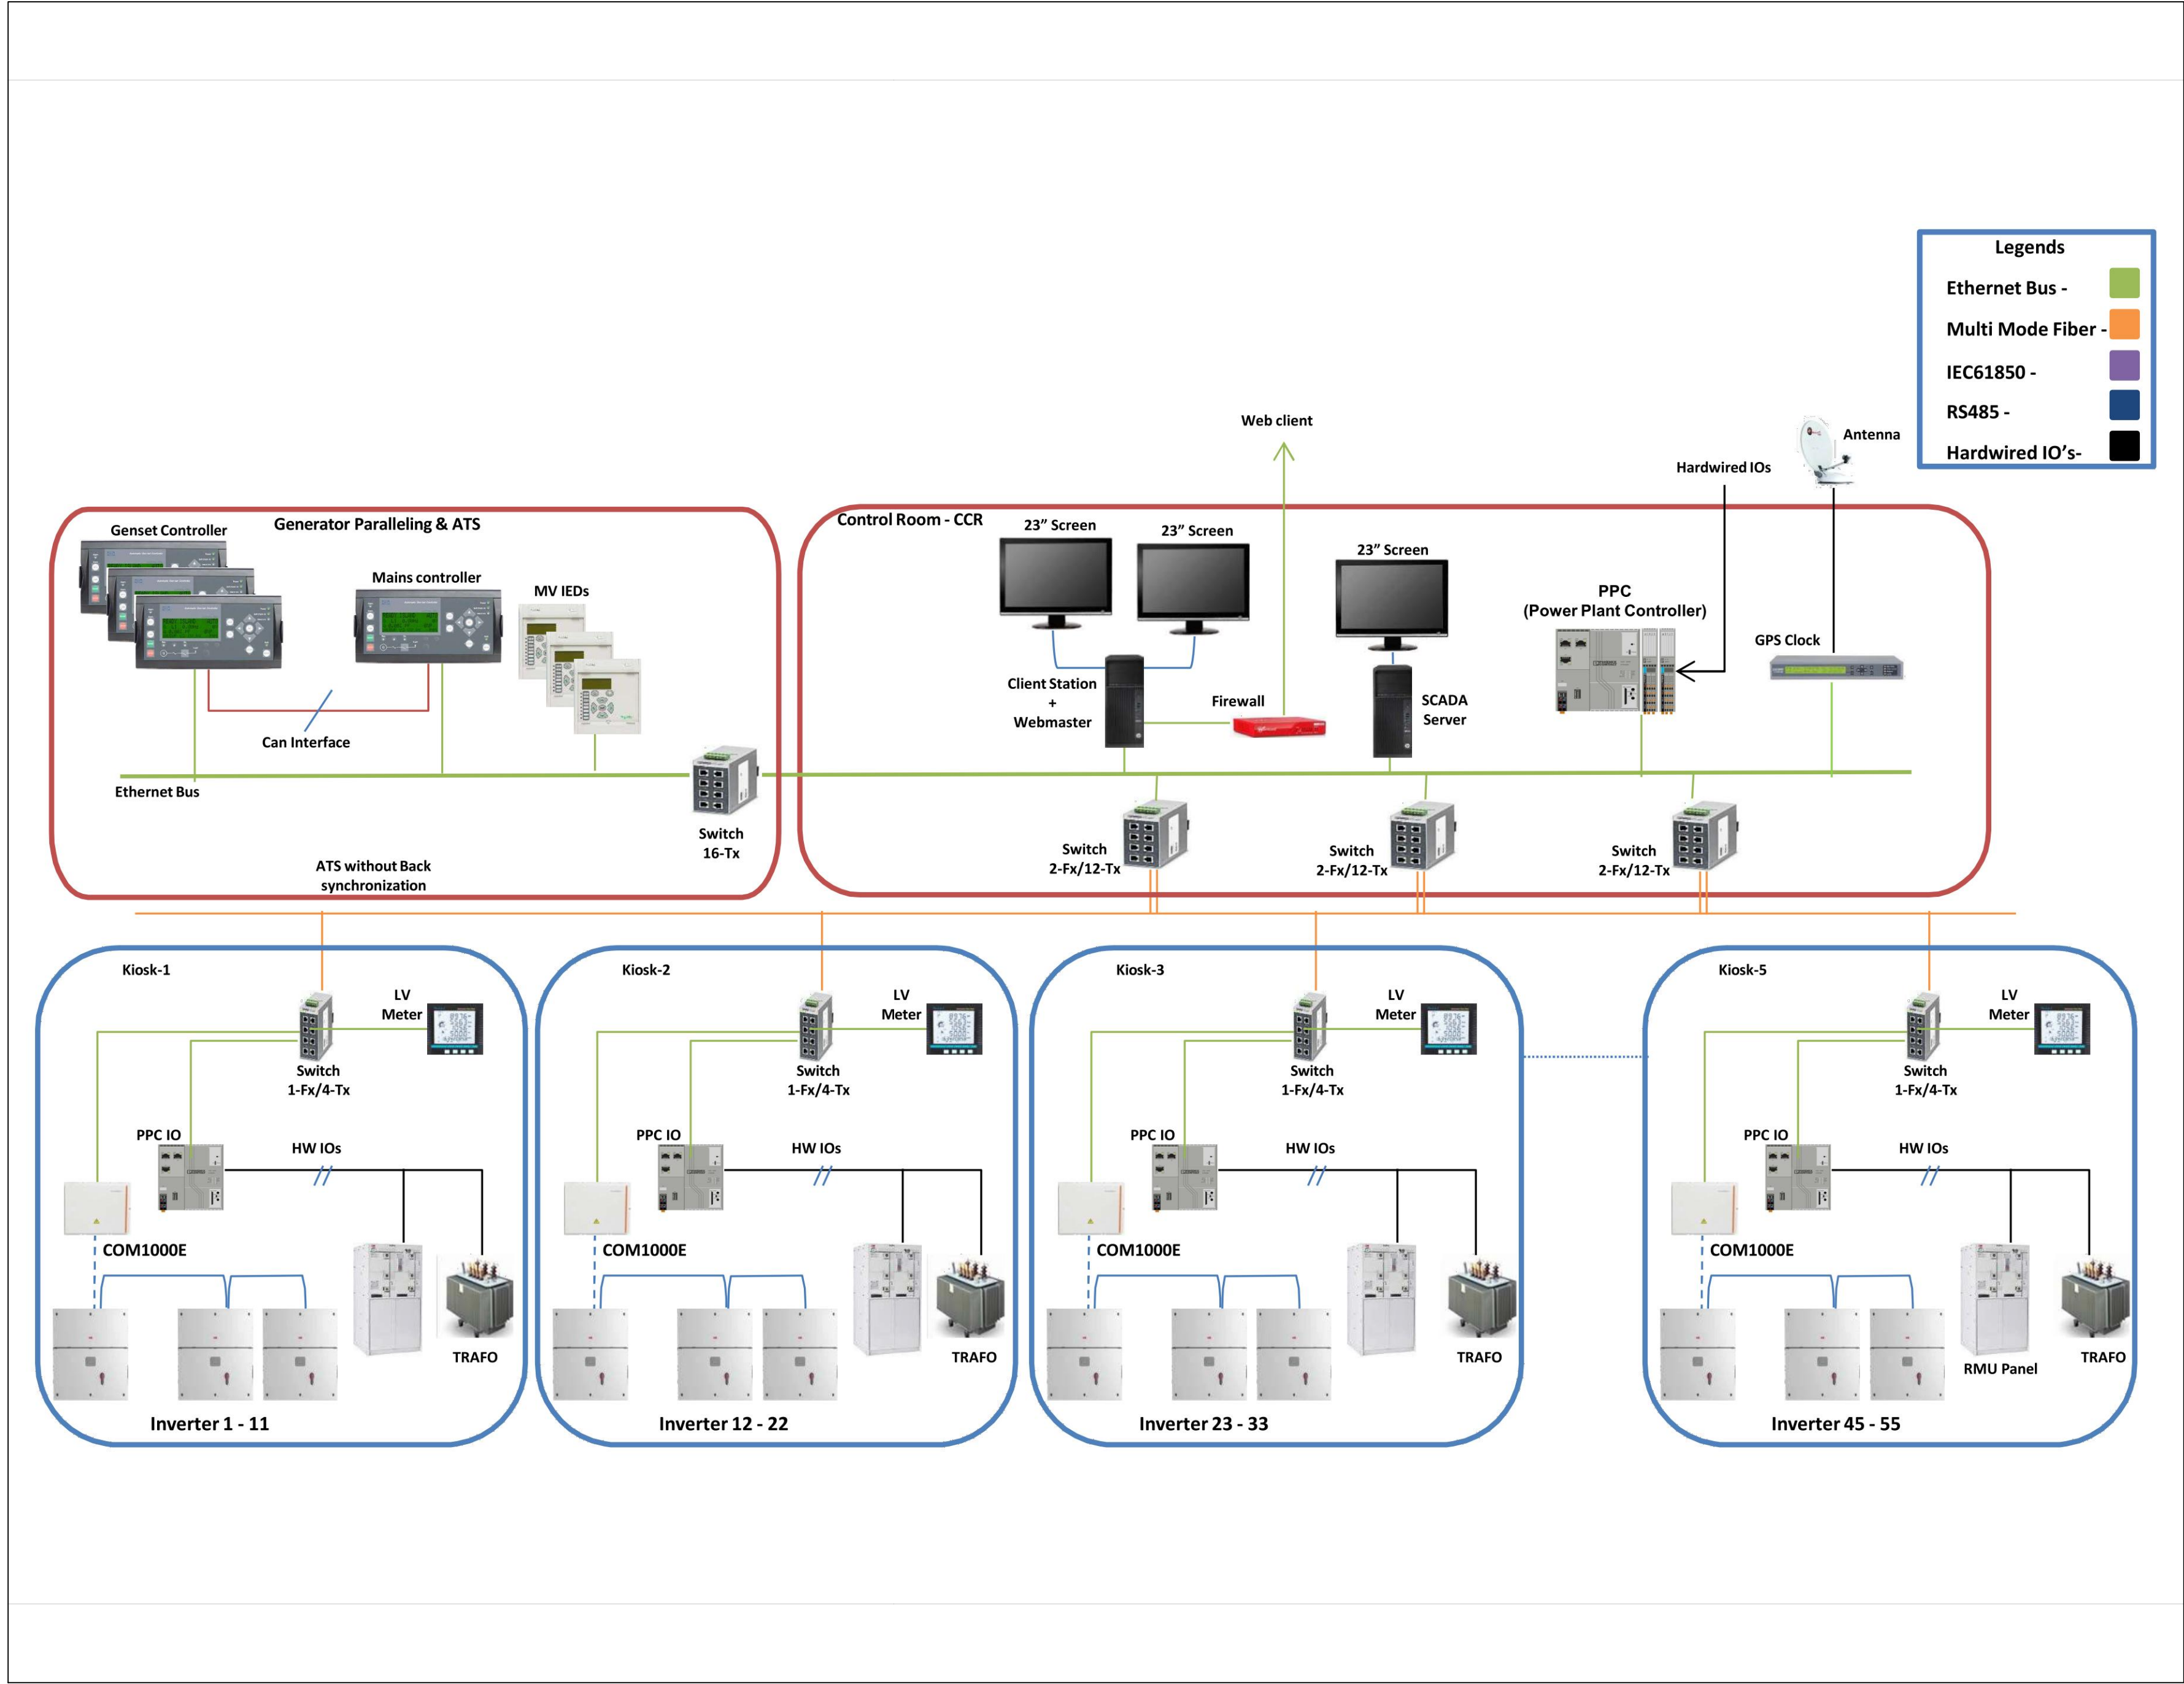 Legends
Ethernet Bus -
Multi Mode Fiber -
IEC61850 -
RS485 -
Hardwired IO's-
Web client
Antenna
Hardwired IOs
Generator Paralleling & ATS
Genset Controller
Mains controller
MV IEDs
Can Interface
Ethernet Bus
Switch
16-Tx
ATS without Back
synchronization
Control Room - CCR
23” Screen
23” Screen
23” Screen
PPC
(Power Plant Controller)
GPS Clock
Client Station
+
Webmaster
Firewall
SCADA
Server
Switch
2-Fx/12-Tx
Switch
2-Fx/12-Tx
Switch
2-Fx/12-Tx
Kiosk-1
LV
Meter
Switch
1-Fx/4-Tx
PPC IO
HW IOs
COM1000E
TRAFO
Inverter 1 - 11
Kiosk-2
LV
Meter
Switch
1-Fx/4-Tx
PPC IO
HW IOs
COM1000E
TRAFO
Inverter 12 - 22
Kiosk-3
LV
Meter
Switch
1-Fx/4-Tx
PPC IO
HW IOs
COM1000E
TRAFO
Inverter 23 - 33
Kiosk-5
LV
Meter
Switch
1-Fx/4-Tx
PPC IO
HW IOs
COM1000E
RMU Panel
TRAFO
Inverter 45 - 55